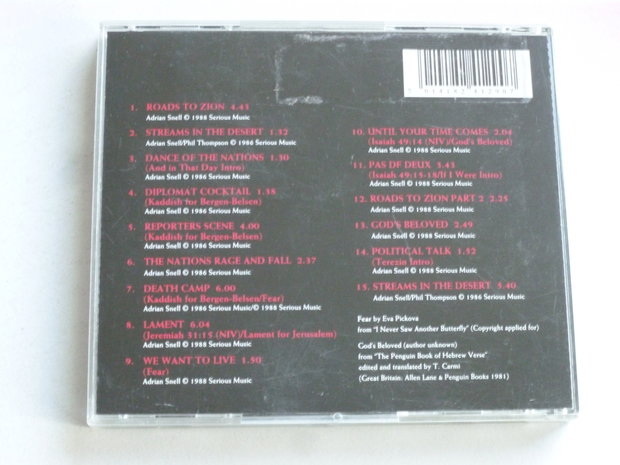 1. ROADS TO ZION 4.43
Adrian Snell © 1988 Serious Music
2. STREAMS IN THE DESERT 1.32
Adrian Snell/Phil Thompson © 1986 Serious Music
3. DANCE OF THE NATIONS 1.30
(And in That Day Intro)
Adrian Snell © 1986 Serious Music
4. DIPLOMAT COCKTAIL 1.38
(Kaddish for Bergen-Belsen)
Adrian Snell © 1986 Serious Music
5. REPORTERS SCENE 4.00
(Kaddish for Bergen-Belsen)
Adrian Snell © 1986 Serious Music
6. THE NATIONS RAGE AND FALL 2.37
Adrian Snell © 1988 Serious Music
7. DEATH CAMP 6.00
(Kaddish for Bergen-Belsen/Fear)
Adrian Snell © 1986 Serious Music/© 1988 Serious Music
8. LAMENT 6.04
(Jeremiah 31:15 (NIV)/Lament for Jerusalem)
Adrian Snell © 1988 Serious Music
9. WE WANT TO LIVE 1.50
(Fear)
Adrian Snell © 1988 Serious Music
10. UNTIL YOUR TIME COMES 2.04
(Isaiah 49:14 (NIV)/God's Beloved)
Adrian Snell © 1988 Serious Music
11. PAS DE DEUX 3.43
(Isaiah 49:15-18/If I Were Intro)
Adrian Snell © 1988 Serious Music
12. ROADS TO ZION PART 2 2.25
Adrian Snell © 1988 Serious Music
13. GOD'S BELOVED 2.49
Adrian Snell © 1988 Serious Music
14. POLITICAL TALK 1.52
(Terezin Intro)
Adrian Snell © 1988 Serious Music
15. STREAMS IN THE DESERT 5.40
Adrian Snell/Phil Thompson © 1986 Serious Music
Fear by Eva Pickova
from "I Never Saw Another Butterfly" (Copyright applied for)
God's Beloved (author unknown)
from "The Penguin Book of Hebrew Verse"
edited and translated by T. Carmi
(Great Britain: Allen Lane & Penguin Books 1981)